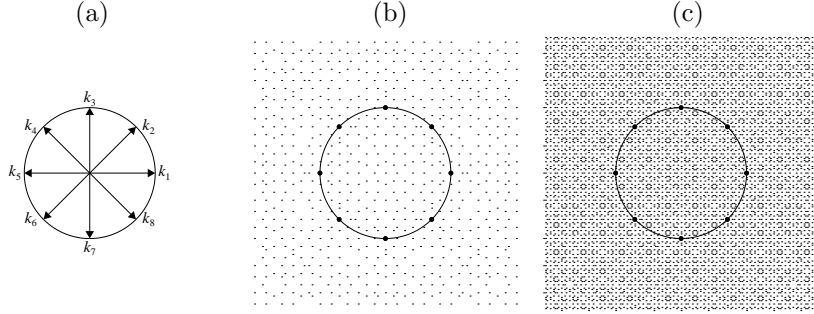 (a) (b) (c)
k₃
k₄ k₂
k₅ k₁
k₆ k₈
k₇